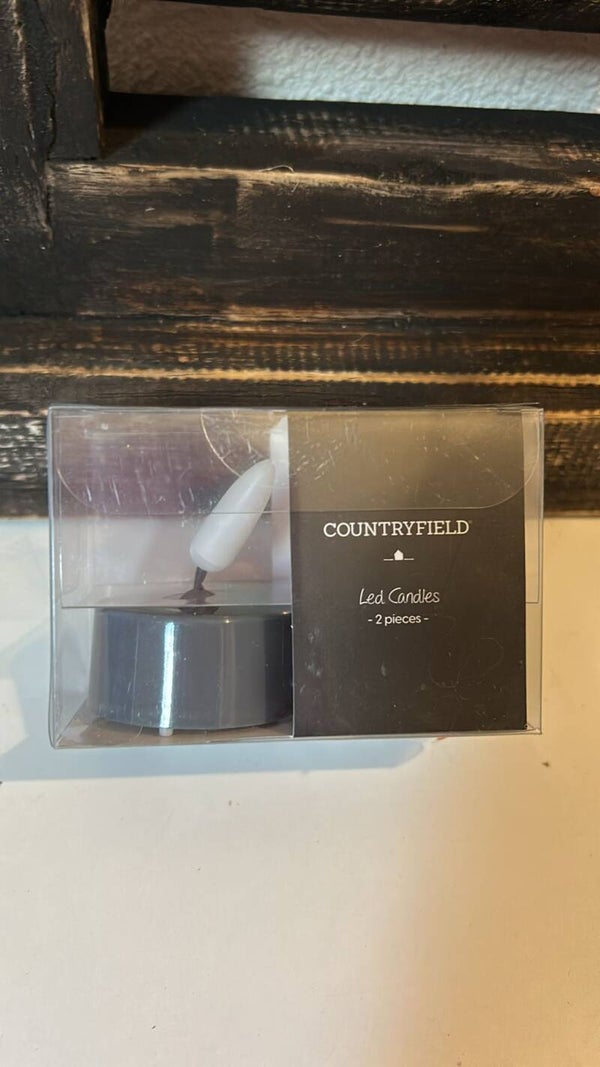 COUNTRYFIELD
Led Candles
- 2 pieces -